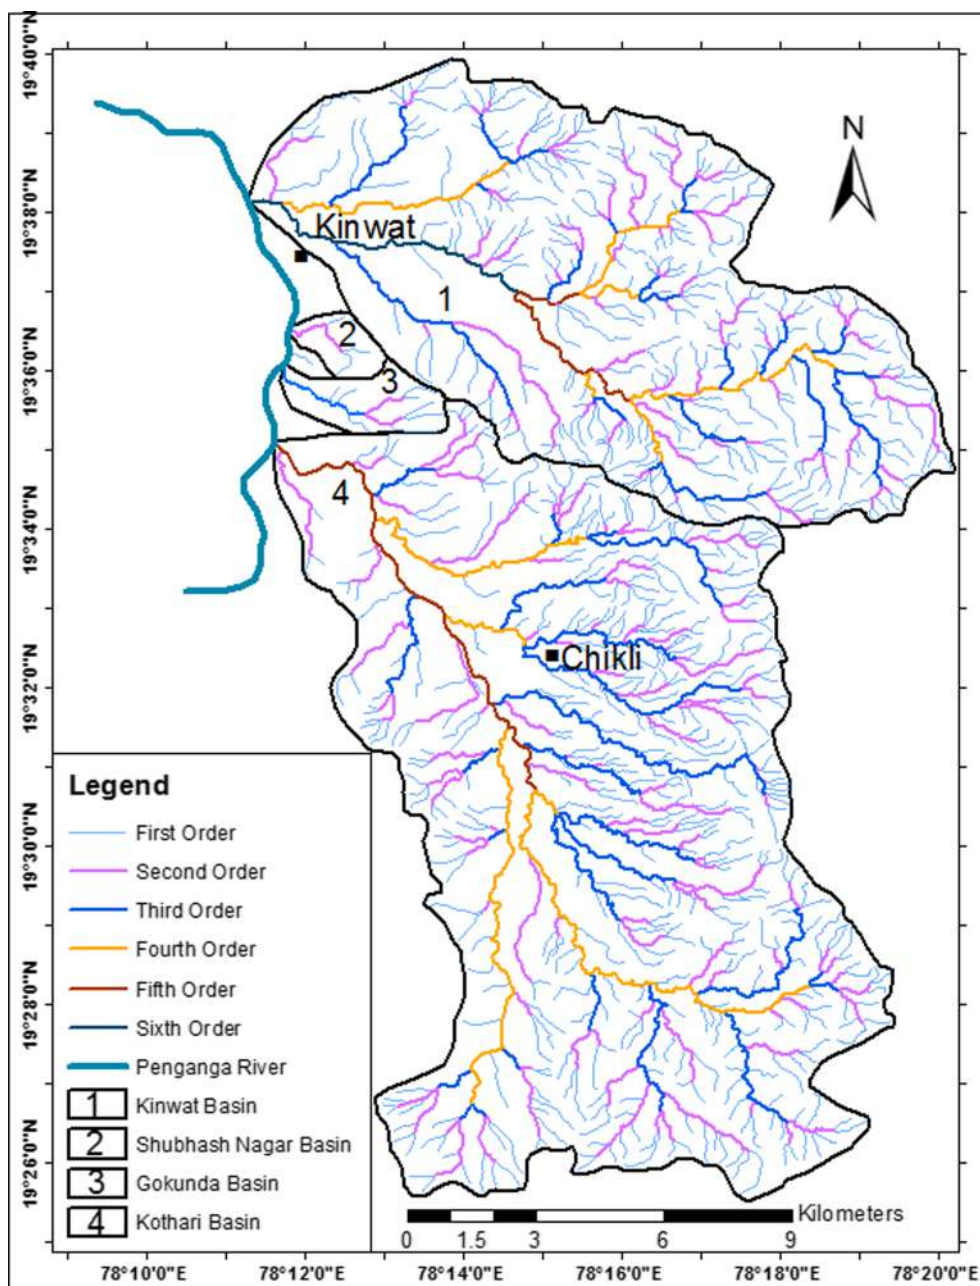 19°40'0"N
N
19°38'0"N
Kinwat
1
2
19°36'0"N
3
4
19°34'0"N
Chikli
19°32'0"N
Legend
First Order
19°30'0"N
Second Order
Third Order
Fourth Order
Fifth Order
19°28'0"N
Sixth Order
Penganga River
1 Kinwat Basin
2 Shubhash Nagar Basin
19°26'0"N
3 Gokunda Basin
4 Kothari Basin
Kilometers
0 1.5 3 6 9
78°10'0"E 78°12'0"E 78°14'0"E 78°16'0"E 78°18'0"E 78°20'0"E